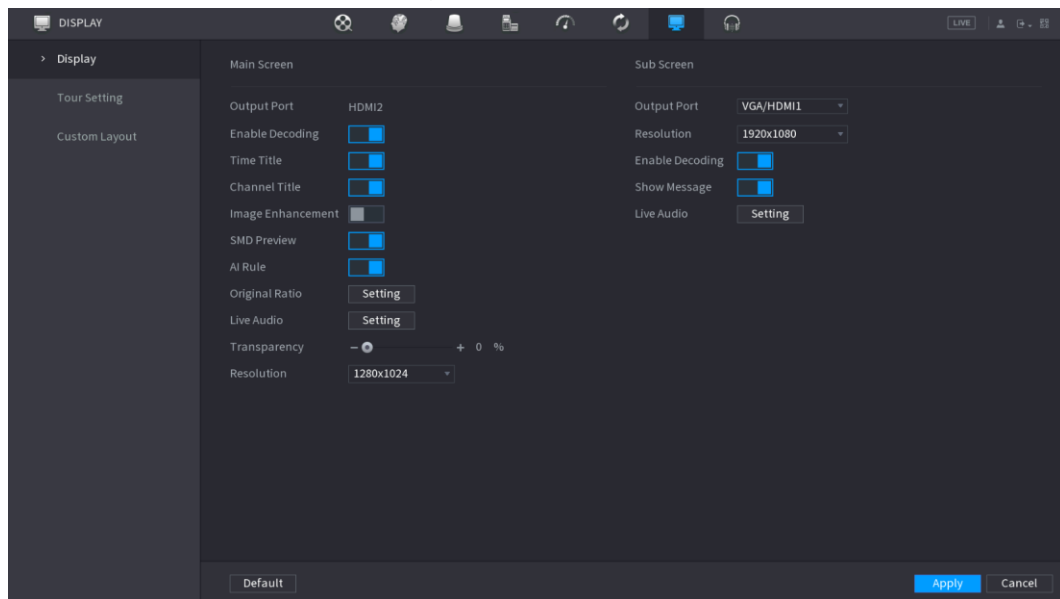 DISPLAY
LIVE
Display
Tour Setting
Custom Layout
Main Screen
Output Port HDMI2
Enable Decoding
Time Title
Channel Title
Image Enhancement
SMD Preview
AI Rule
Original Ratio Setting
Live Audio Setting
Transparency − + 0 %
Resolution 1280x1024
Sub Screen
Output Port VGA/HDMI1
Resolution 1920x1080
Enable Decoding
Show Message
Live Audio Setting
Default
Apply Cancel